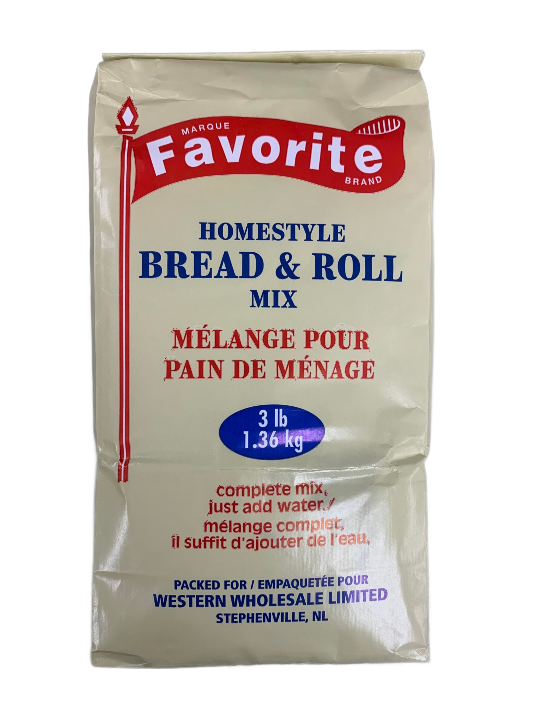 MARQUE
Favorite
BRAND
HOMESTYLE
BREAD & ROLL
MIX
MÉLANGE POUR
PAIN DE MÉNAGE
3 lb
1.36 kg
complete mix,
just add water./
mélange complet,
il suffit d'ajouter de l'eau.
PACKED FOR / EMPAQUETÉE POUR
WESTERN WHOLESALE LIMITED
STEPHENVILLE, NL